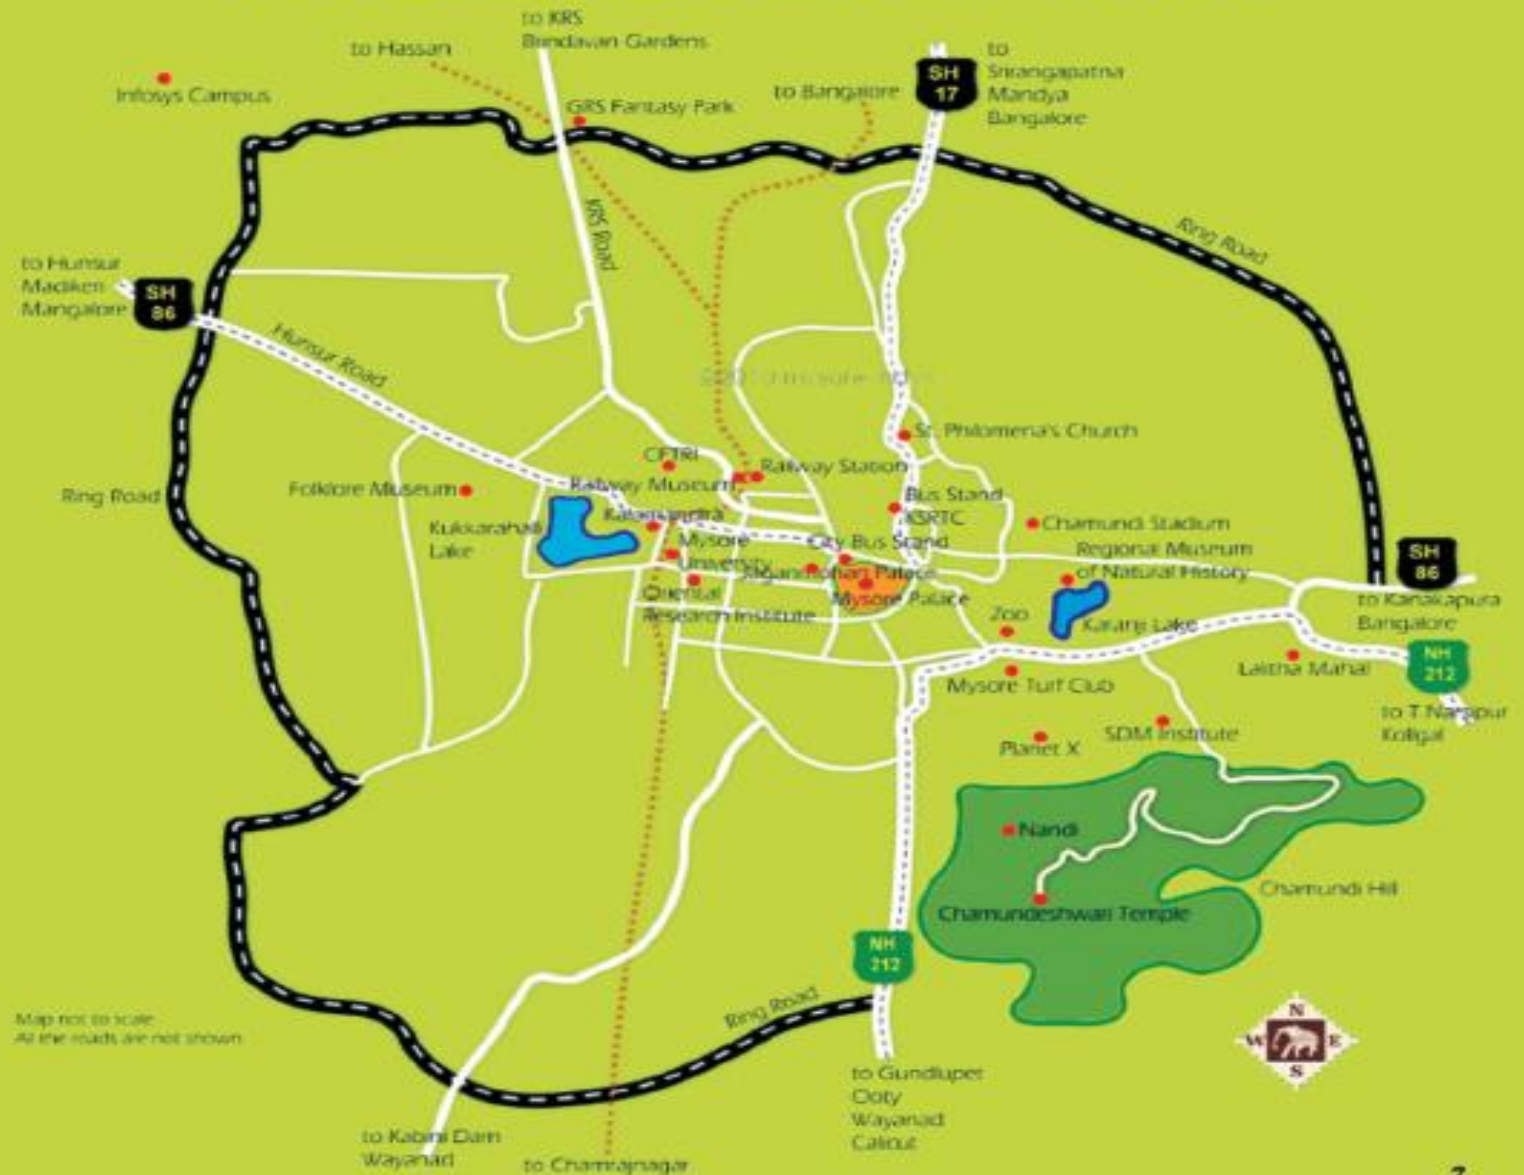 to KRS
Brindavan Gardens
to Hassan
to
Srirangapatna
Mandya
Bangalore
SH
17
to Bangalore
Infosys Campus
GRS Fantasy Park
KRS Road
Ring Road
to Hunsur
Madikeri
Mangalore
SH
86
Hunsur Road
St. Philomena's Church
CFTRI
Railway Station
Folklore Museum
Railway Museum
Ring Road
Bus Stand
KSRTC
Kukkarahalli
Lake
Kalamandira
Chamundi Stadium
Mysore
University
City Bus Stand
Regional Museum
of Natural History
SH
86
Jaganmohan Palace
Oriental
Research Institute
Mysore Palace
to Kanakapura
Bangalore
Zoo
Karanji Lake
Lalitha Mahal
NH
212
Mysore Turf Club
to T Narsipur
Kollgal
SDM Institute
Planet X
Nandi
Chamundi Hill
Chamundeshwari Temple
NH
212
Ring Road
Map not to scale
All the roads are not shown
N
W
E
S
to Gundlupet
Ooty
Wayanad
Calicut
to Kabini Dam
Wayanad
to Chamrajnagar